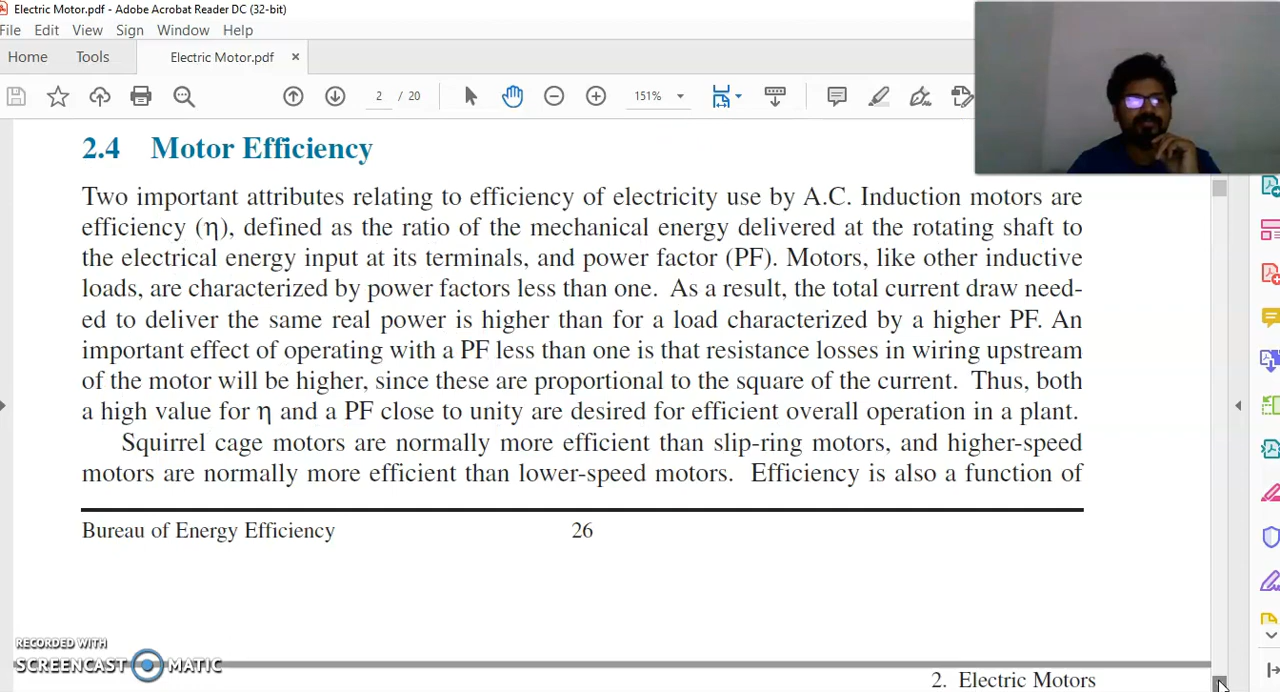 Electric Motor.pdf - Adobe Acrobat Reader DC (32-bit)
File Edit View Sign Window Help
Home Tools Electric Motor.pdf ×
2 / 20 151%
2.4 Motor Efficiency
Two important attributes relating to efficiency of electricity use by A.C. Induction motors are
efficiency (η), defined as the ratio of the mechanical energy delivered at the rotating shaft to
the electrical energy input at its terminals, and power factor (PF). Motors, like other inductive
loads, are characterized by power factors less than one. As a result, the total current draw need-
ed to deliver the same real power is higher than for a load characterized by a higher PF. An
important effect of operating with a PF less than one is that resistance losses in wiring upstream
of the motor will be higher, since these are proportional to the square of the current. Thus, both
a high value for η and a PF close to unity are desired for efficient overall operation in a plant.
Squirrel cage motors are normally more efficient than slip-ring motors, and higher-speed
motors are normally more efficient than lower-speed motors. Efficiency is also a function of
Bureau of Energy Efficiency 26
RECORDED WITH
SCREENCAST MATIC
2. Electric Motors